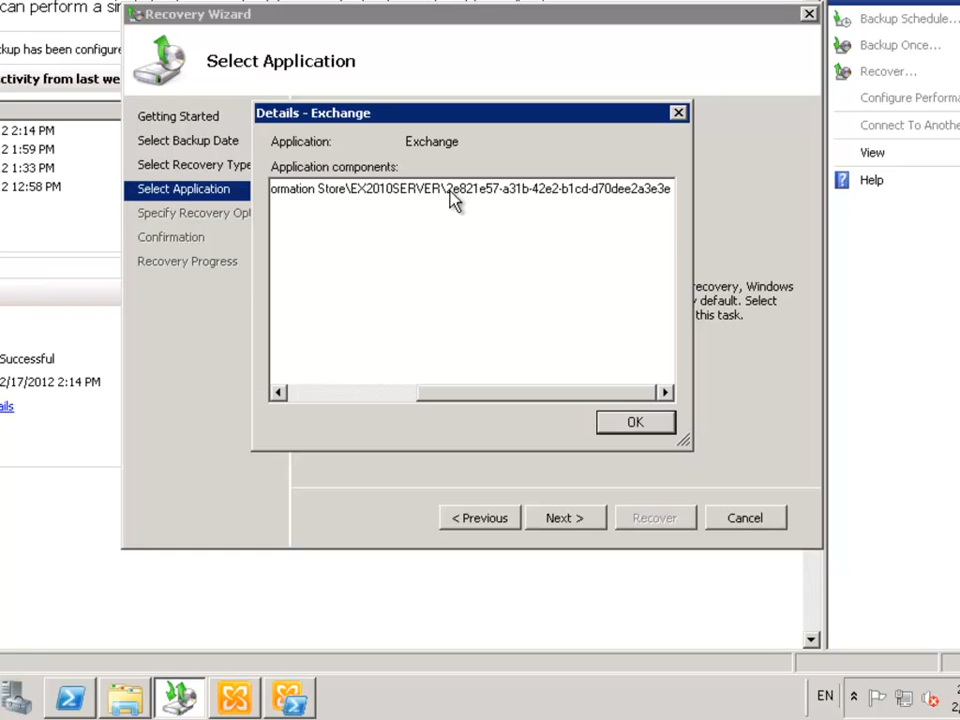 can perform a si
Recovery Wizard
Backup Schedule...
kup has been configure
Select Application
Backup Once...
Recover...
ctivity from last we
Configure Performa
Getting Started
Details - Exchange
Connect To Anothe
2 2:14 PM
Select Backup Date
Application: Exchange
View
2 1:59 PM
Select Recovery Type
Application components:
2 1:33 PM
Help
2 12:58 PM
Select Application
ormation Store\EX2010SERVER\2e821e57-a31b-42e2-b1cd-d70dee2a3e3e
Specify Recovery Opt
Confirmation
Recovery Progress
ecovery, Windows
y default. Select
this task.
Successful
2/17/2012 2:14 PM
ails
OK
< Previous
Next >
Recover
Cancel
EN